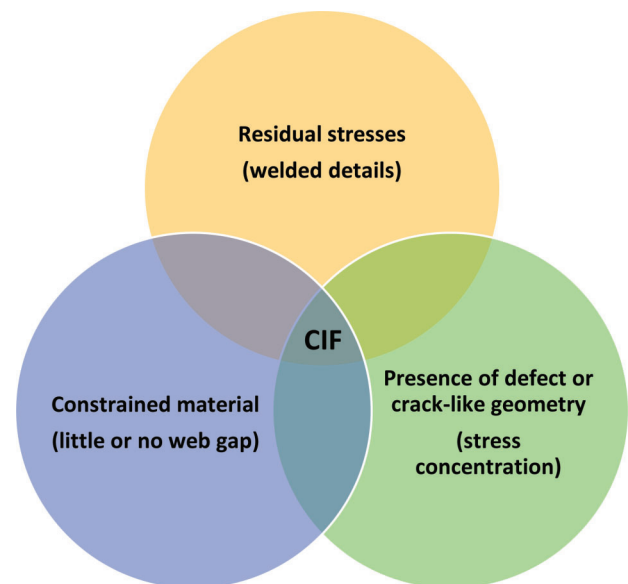 Residual stresses
(welded details)
CIF
Constrained material
(little or no web gap)
Presence of defect or
crack-like geometry
(stress
concentration)